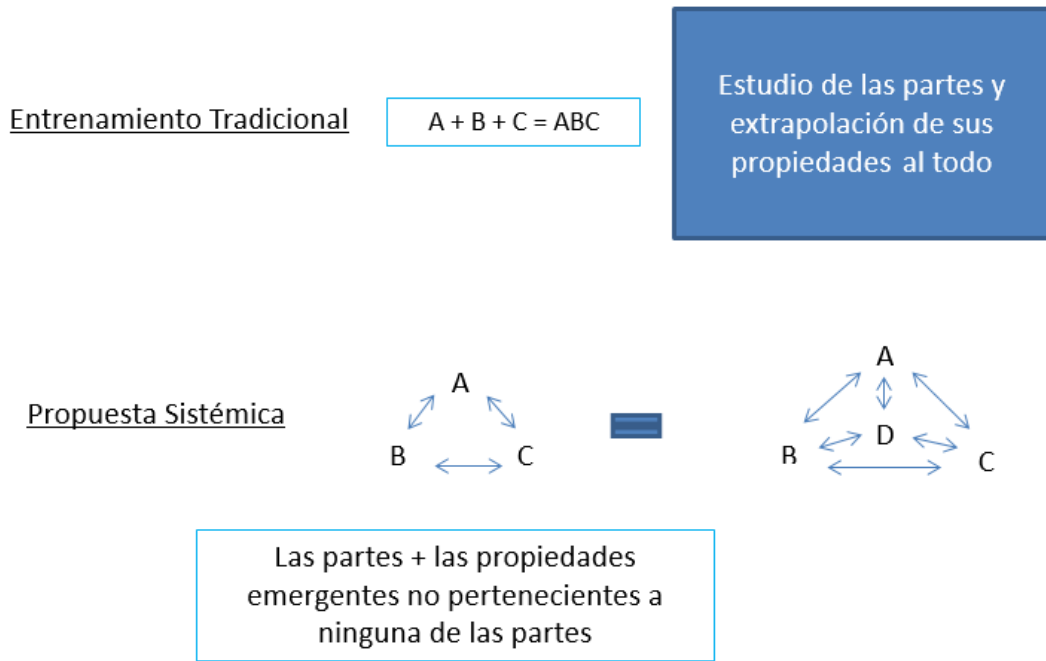 Entrenamiento Tradicional
A + B + C = ABC
Estudio de las partes y
extrapolación de sus
propiedades al todo
Propuesta Sistémica
A
B
C
A
D
B
C
Las partes + las propiedades
emergentes no pertenecientes a
ninguna de las partes